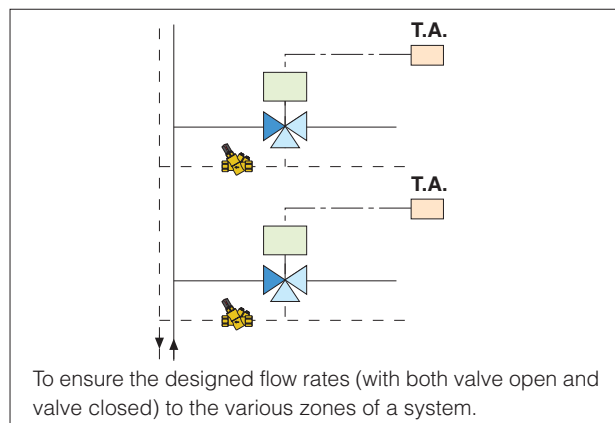 T.A.
T.A.
To ensure the designed flow rates (with both valve open and
valve closed) to the various zones of a system.